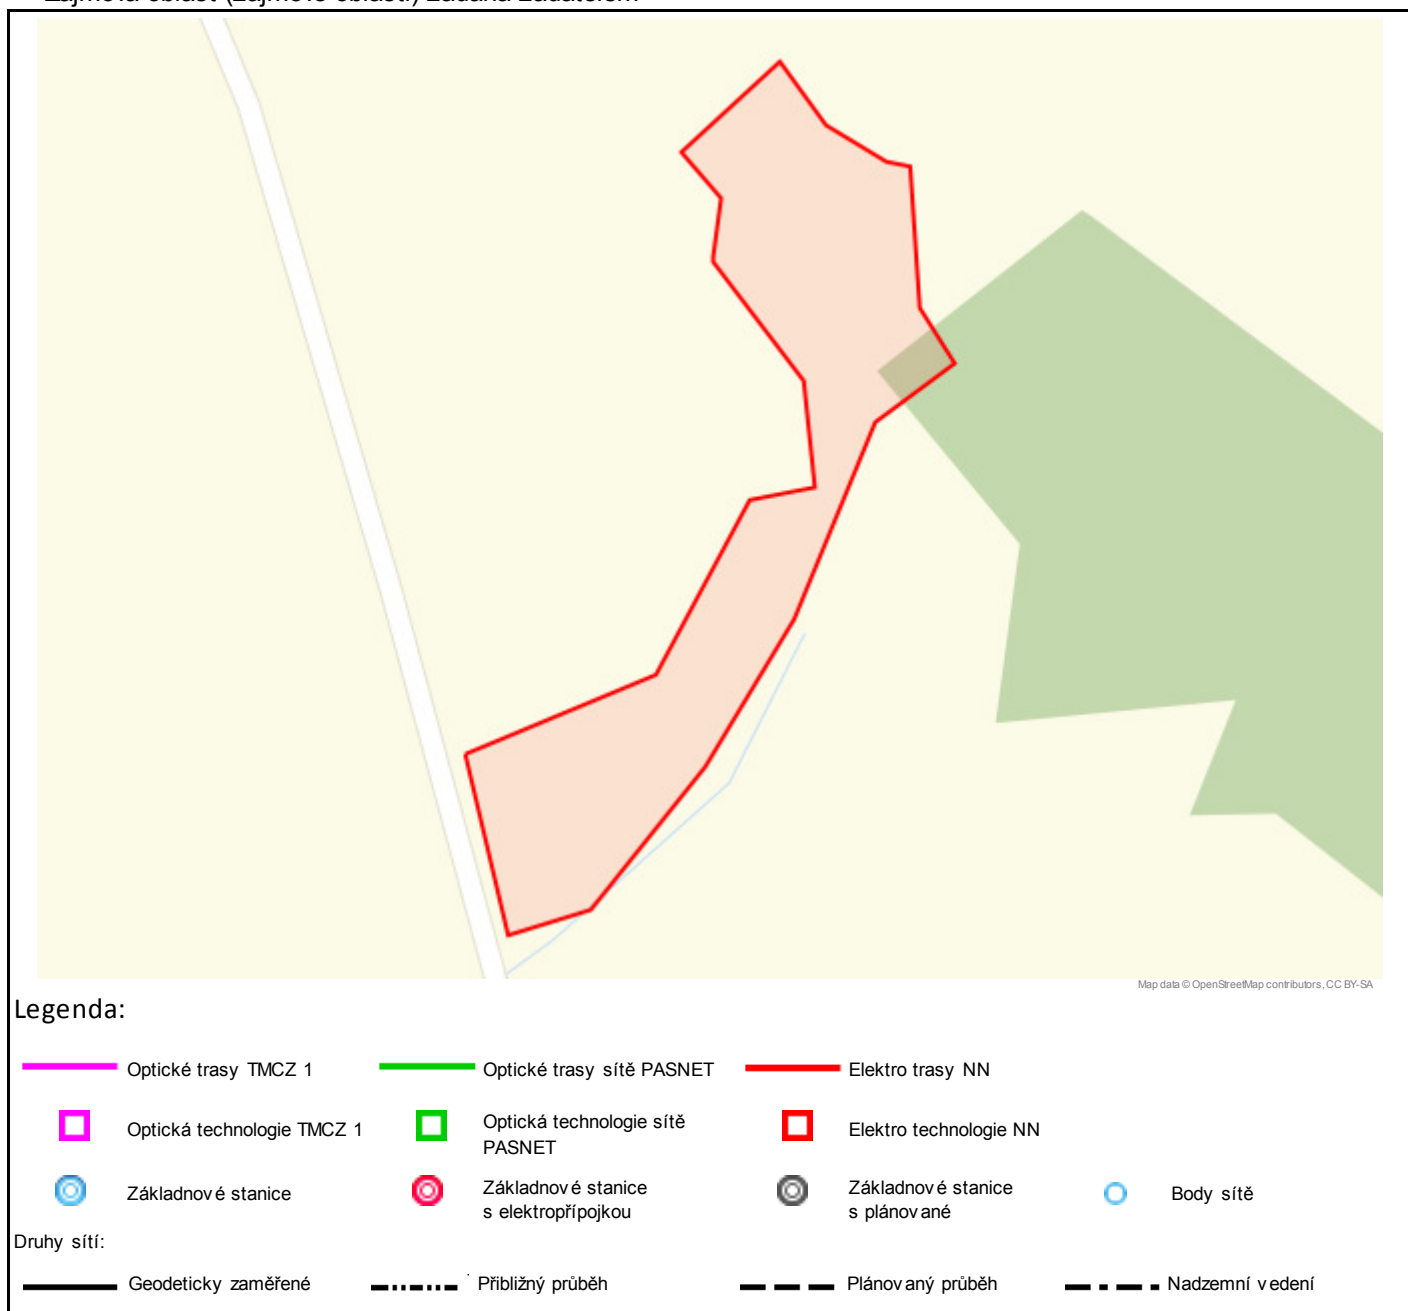 Map data © OpenStreetMap contributors, CC BY-SA
Legenda:
Optické trasy TMCZ 1
Optické trasy sítě PASNET
Elektro trasy NN
Optická technologie TMCZ 1
Optická technologie sítě
PASNET
Elektro technologie NN
Základnové stanice
Základnové stanice
s elektropřípojkou
Základnové stanice
s plánované
Body sítě
Druhy sítí:
Geodeticky zaměřené
Přibližný průběh
Plánovaný průběh
Nadzemní vedení